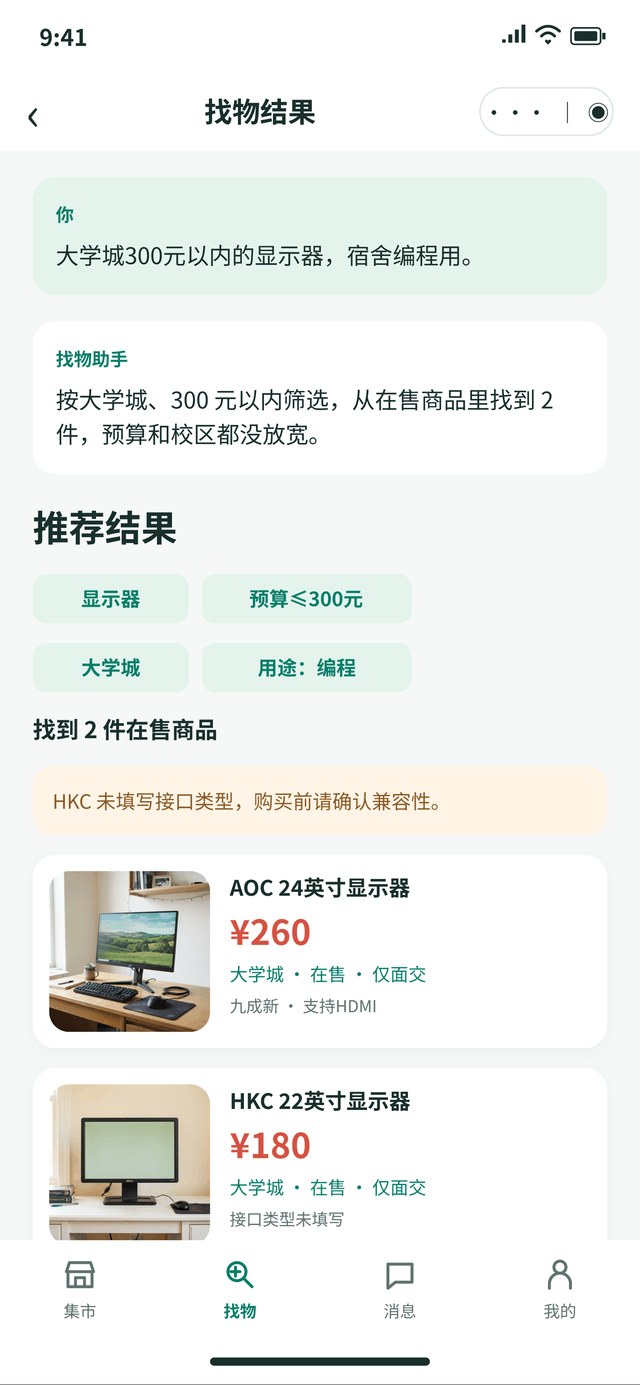 9:41
找物结果
你
大学城300元以内的显示器，宿舍编程用。
找物助手
按大学城、300 元以内筛选，从在售商品里找到 2
件，预算和校区都没放宽。
推荐结果
显示器
预算≤300元
大学城
用途：编程
找到 2 件在售商品
HKC 未填写接口类型，购买前请确认兼容性。
AOC 24英寸显示器
¥260
大学城 · 在售 · 仅面交
九成新 · 支持HDMI
HKC 22英寸显示器
¥180
大学城 · 在售 · 仅面交
接口类型未填写
集市
找物
消息
我的